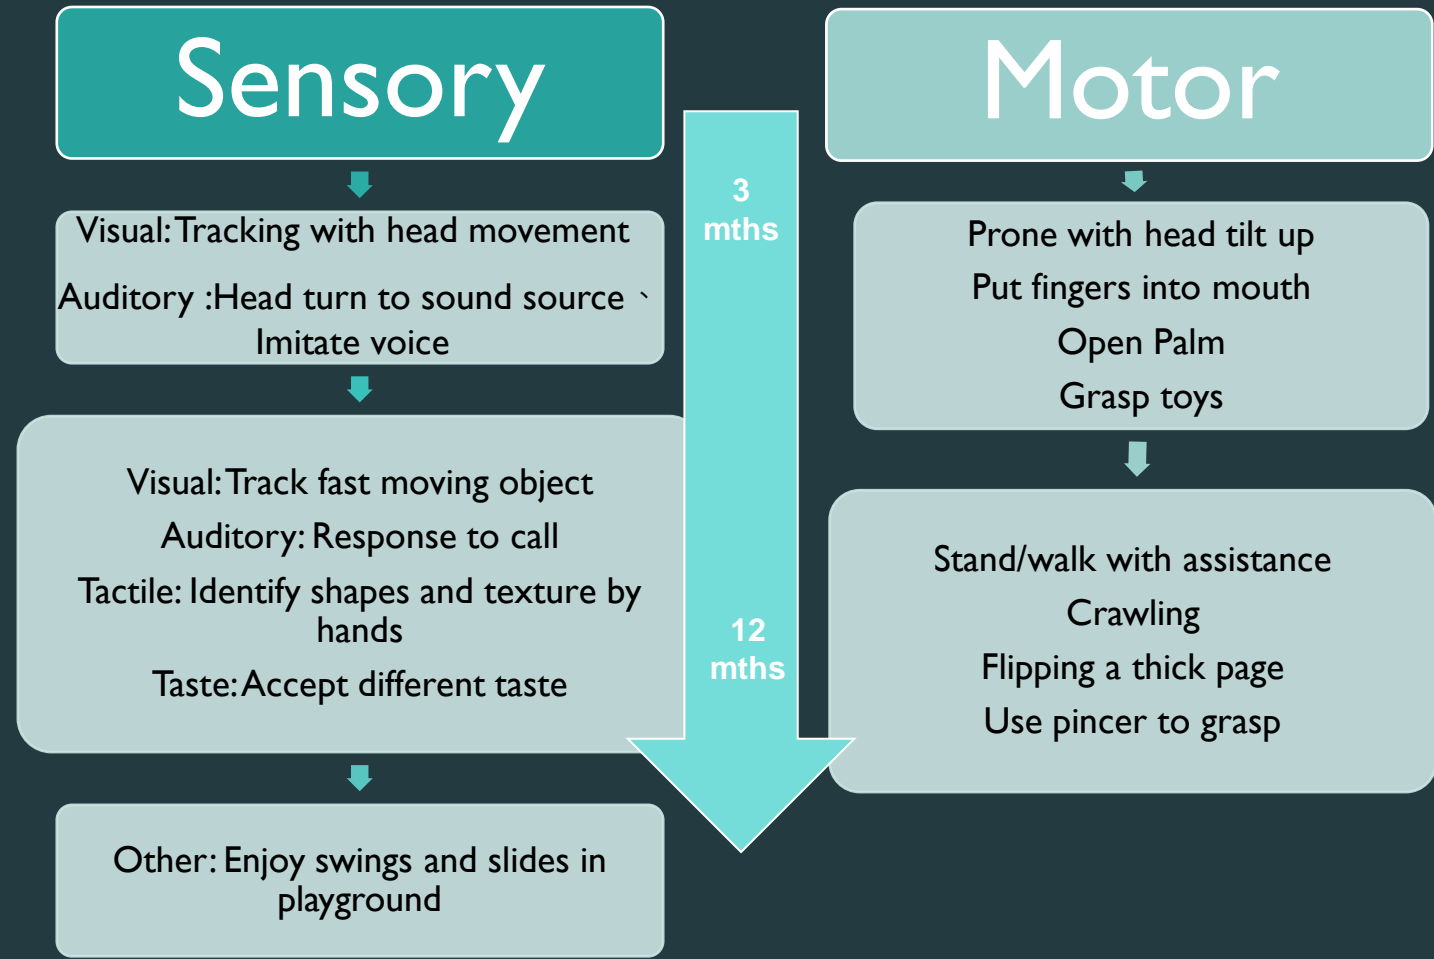 Sensory
Visual: Tracking with head movement
Auditory :Head turn to sound source、
Imitate voice
Visual: Track fast moving object
Auditory: Response to call
Tactile: Identify shapes and texture by
hands
Taste: Accept different taste
Other: Enjoy swings and slides in
playground
3
mths
12
mths
Motor
Prone with head tilt up
Put fingers into mouth
Open Palm
Grasp toys
Stand/walk with assistance
Crawling
Flipping a thick page
Use pincer to grasp